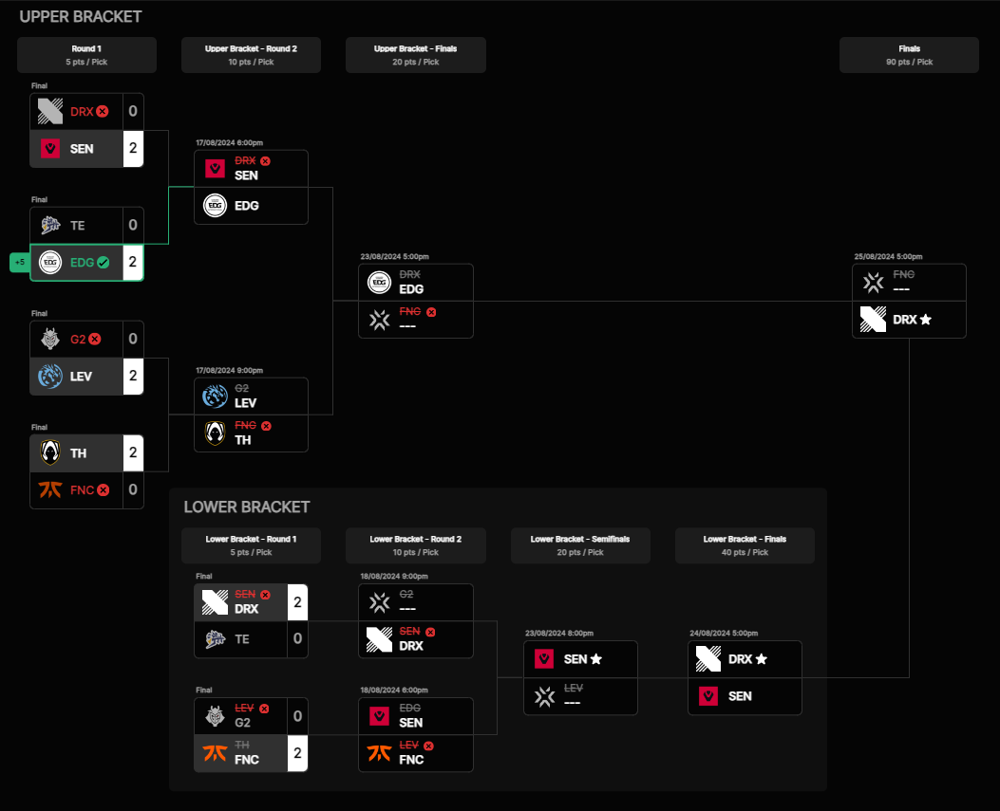 UPPER BRACKET
Round 1
5 pts / Pick
Upper Bracket - Round 2
10 pts / Pick
Upper Bracket - Finals
20 pts / Pick
Finals
90 pts / Pick
Final
DRX
0
SEN
2
Final
TE
0
+5
EDG
EDG
2
Final
G2
0
LEV
2
Final
TH
2
FNC
0
17/08/2024 6:00pm
DRX
SEN
EDG
EDG
17/08/2024 9:00pm
G2
LEV
FNC
TH
23/08/2024 5:00pm
DRX
EDG
EDG
FNC
---
25/08/2024 5:00pm
FNC
---
DRX
LOWER BRACKET
Lower Bracket - Round 1
5 pts / Pick
Lower Bracket - Round 2
10 pts / Pick
Lower Bracket - Semifinals
20 pts / Pick
Lower Bracket - Finals
40 pts / Pick
Final
SEN
DRX
2
TE
0
Final
LEV
G2
0
TH
FNC
2
18/08/2024 9:00pm
G2
---
SEN
DRX
18/08/2024 6:00pm
EDG
SEN
LEV
FNC
23/08/2024 8:00pm
SEN
LEV
---
24/08/2024 5:00pm
DRX
SEN